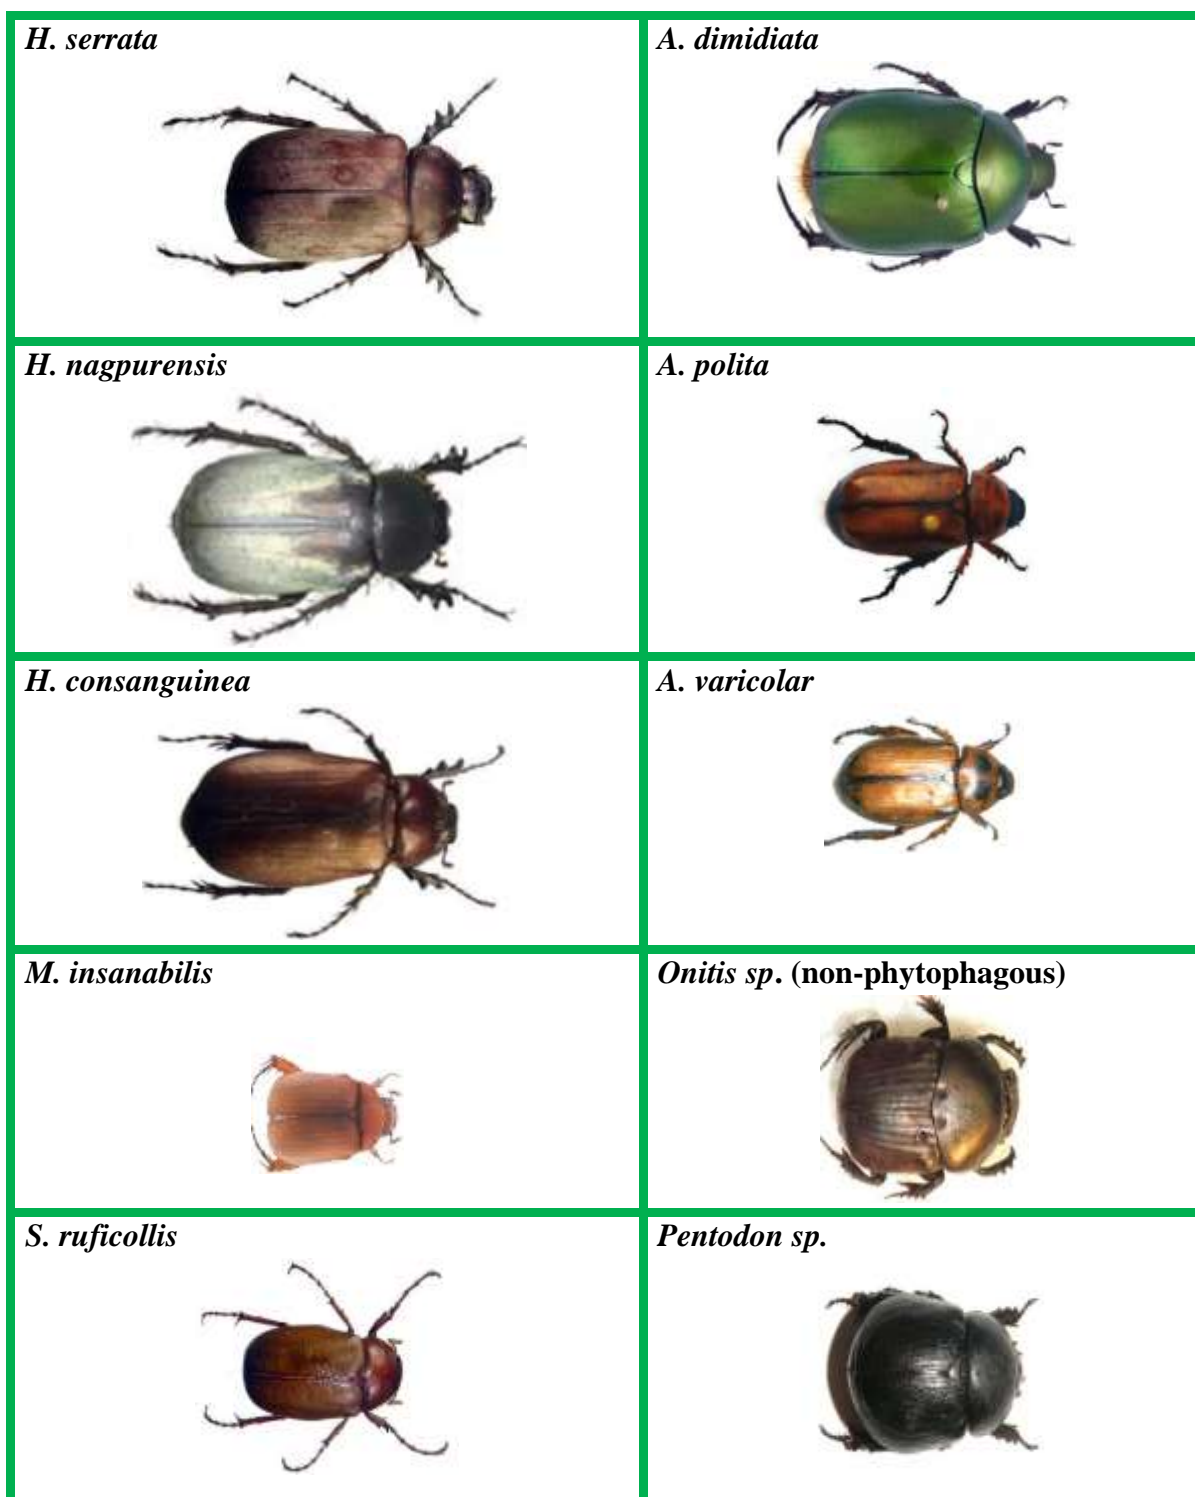 H. serrata
A. dimidiata
H. nagpurensis
A. polita
H. consanguinea
A. varicolar
M. insanabilis
Onitis sp. (non-phytophagous)
S. ruficollis
Pentodon sp.